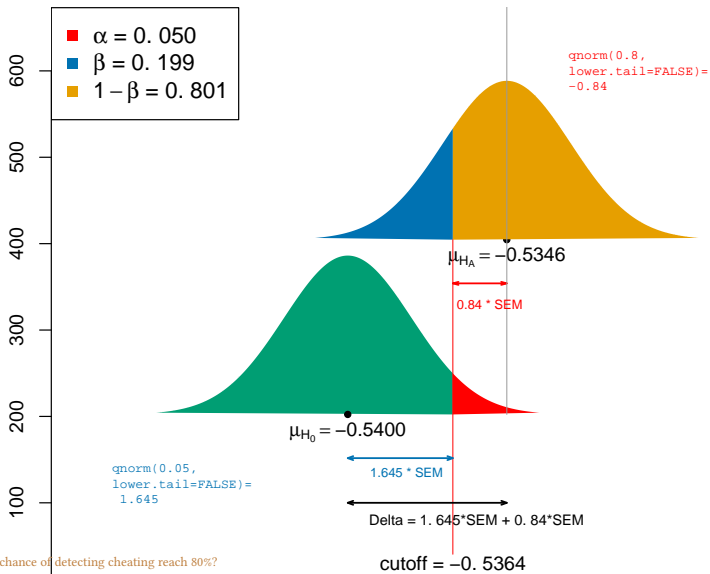 α = 0. 050
β = 0. 199
1 − β = 0. 801
qnorm(0.8,
lower.tail=FALSE)=
-0.84
600
500
400
300
200
100
μHA = −0.5346
0.84 * SEM
μH0 = −0.5400
qnorm(0.05,
lower.tail=FALSE)=
1.645
1.645 * SEM
Delta = 1. 645*SEM + 0. 84*SEM
chance of detecting cheating reach 80%?
cutoff = −0. 5364